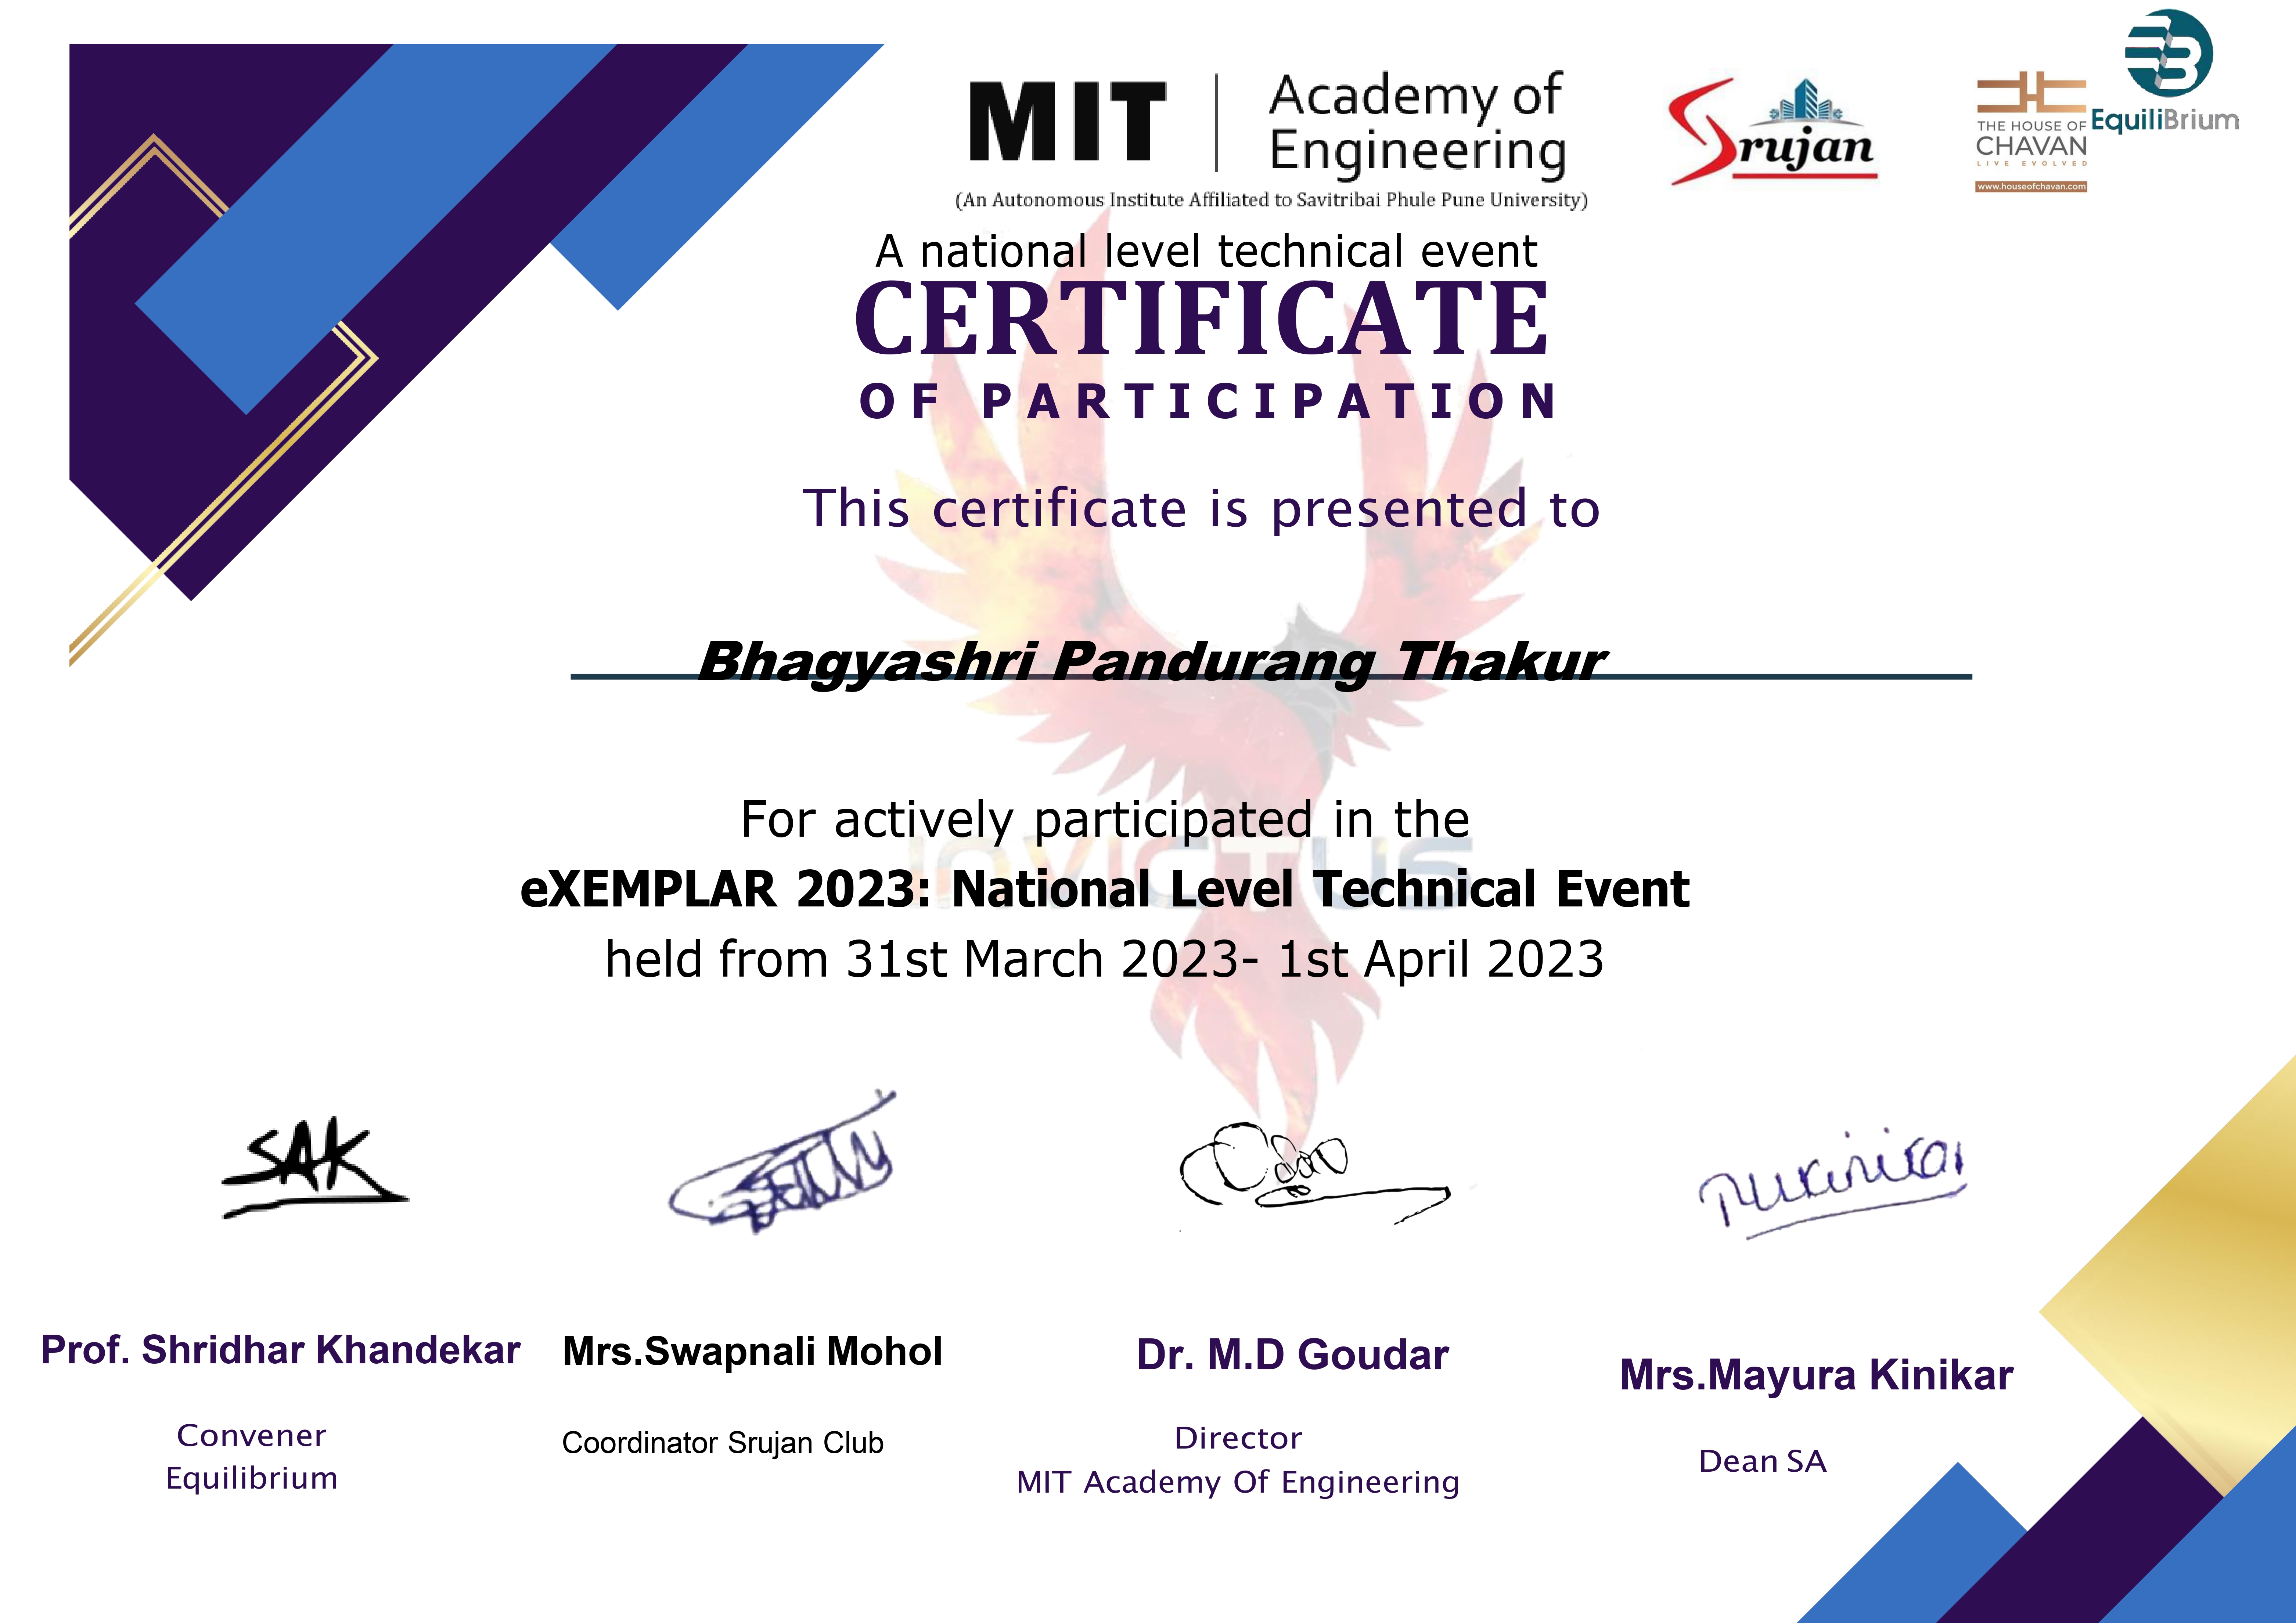 MIT | Academy of Engineering
(An Autonomous Institute Affiliated to Savitribai Phule Pune University)
Srujan
THE HOUSE OF
CHAVAN
LIVE EVOLVED
www.houseofchavan.com
EquiliBrium
A national level technical event
CERTIFICATE
OF PARTICIPATION
This certificate is presented to
Bhagyashri Pandurang Thakur
For actively participated in the
INVICTUS
eXEMPLAR 2023: National Level Technical Event
held from 31st March 2023- 1st April 2023
SAK
Prof. Shridhar Khandekar
Convener
Equilibrium
Mrs.Swapnali Mohol
Coordinator Srujan Club
Dr. M.D Goudar
Director
MIT Academy Of Engineering
Mrs.Mayura Kinikar
Dean SA